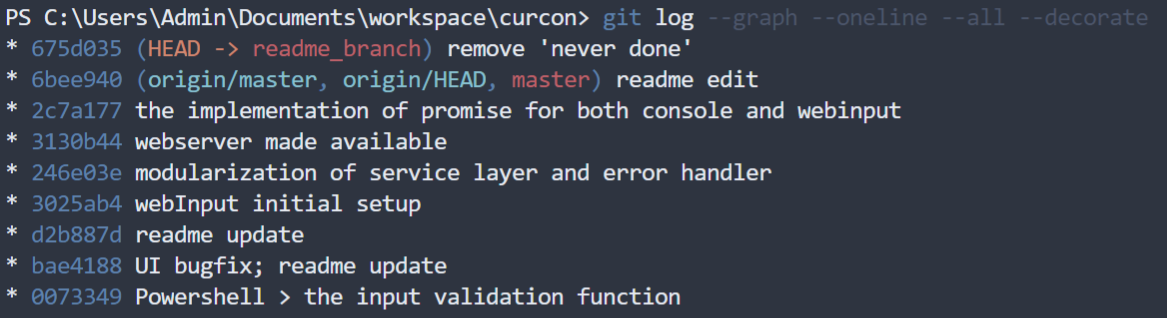 PS C:\Users\Admin\Documents\workspace\curcon> git log --graph --oneline --all --decorate
* 675d035 (HEAD -> readme_branch) remove 'never done'
* 6bee940 (origin/master, origin/HEAD, master) readme edit
* 2c7a177 the implementation of promise for both console and webinput
* 3130b44 webserver made available
* 246e03e modularization of service layer and error handler
* 3025ab4 webInput initial setup
* d2b887d readme update
* bae4188 UI bugfix; readme update
* 0073349 Powershell > the input validation function